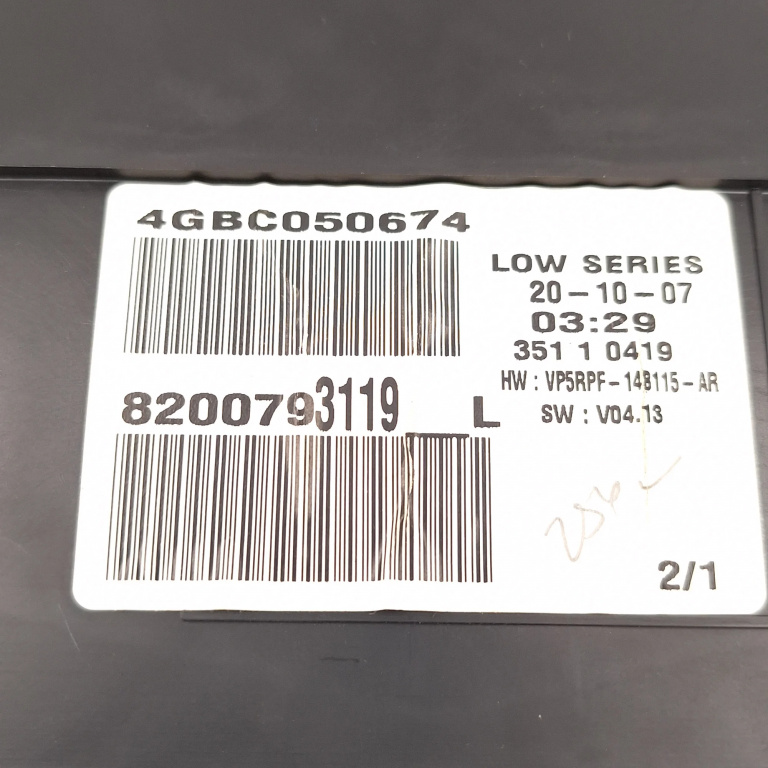 4GBC050674
LOW SERIES
20-10-07
03:29
351 1 0419
HW : VP5RPF-14B115-AR
SW : V04.13
8200793119__L
2/1